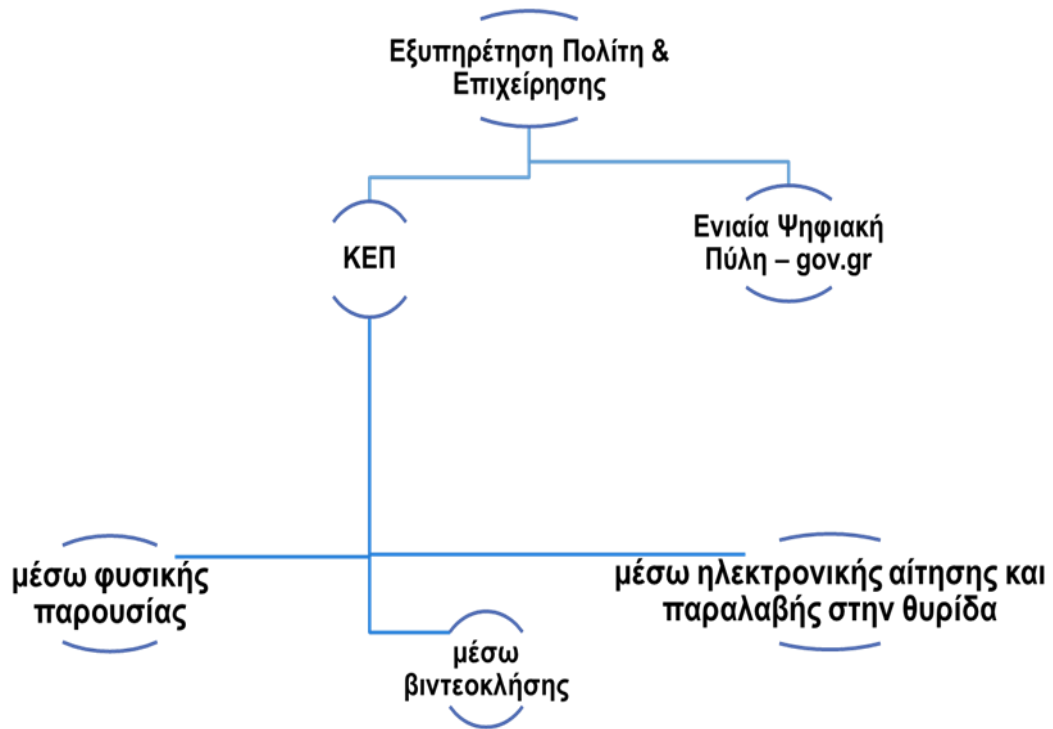 Εξυπηρέτηση Πολίτη &
Επιχείρησης
ΚΕΠ
Ενιαία Ψηφιακή
Πύλη – gov.gr
μέσω φυσικής
παρουσίας
μέσω ηλεκτρονικής αίτησης και
παραλαβής στην θυρίδα
μέσω
βιντεοκλήσης